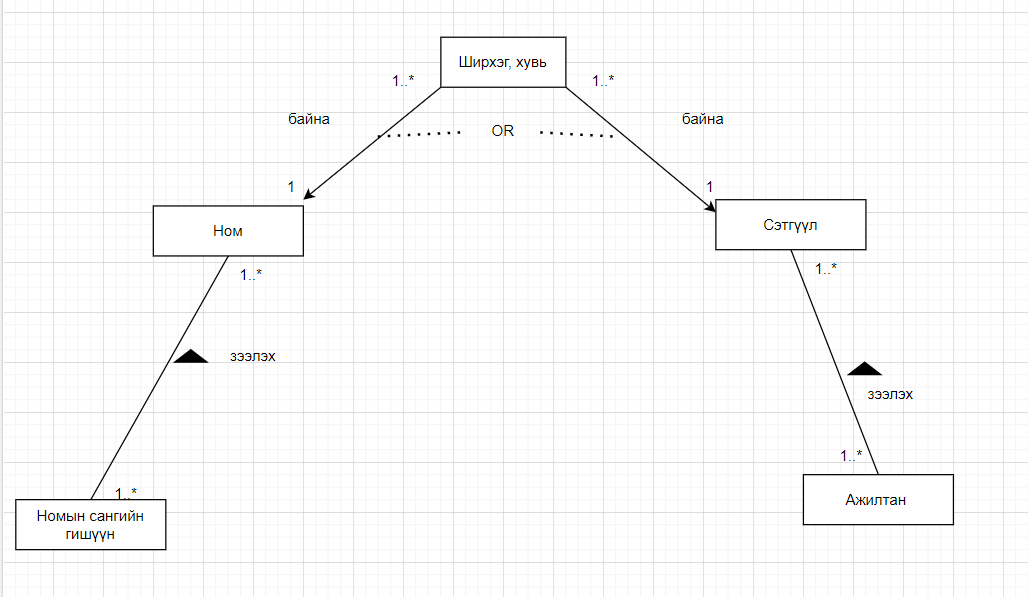 Ширхэг, хувь
1..*
1..*
байна
OR
байна
1
1
Ном
Сэтгүүл
1..*
1..*
зээлэх
зээлэх
1..*
1..*
Номын сангийн
гишүүн
Ажилтан